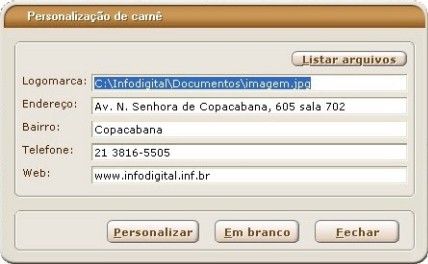 Personalização de carnê
Listar arquivos
Logomarca: C:\Infodigital\Documentos\imagem.jpg
Endereço: Av. N. Senhora de Copacabana, 605 sala 702
Bairro: Copacabana
Telefone: 21 3816-5505
Web: www.infodigital.inf.br
Personalizar Em branco Fechar